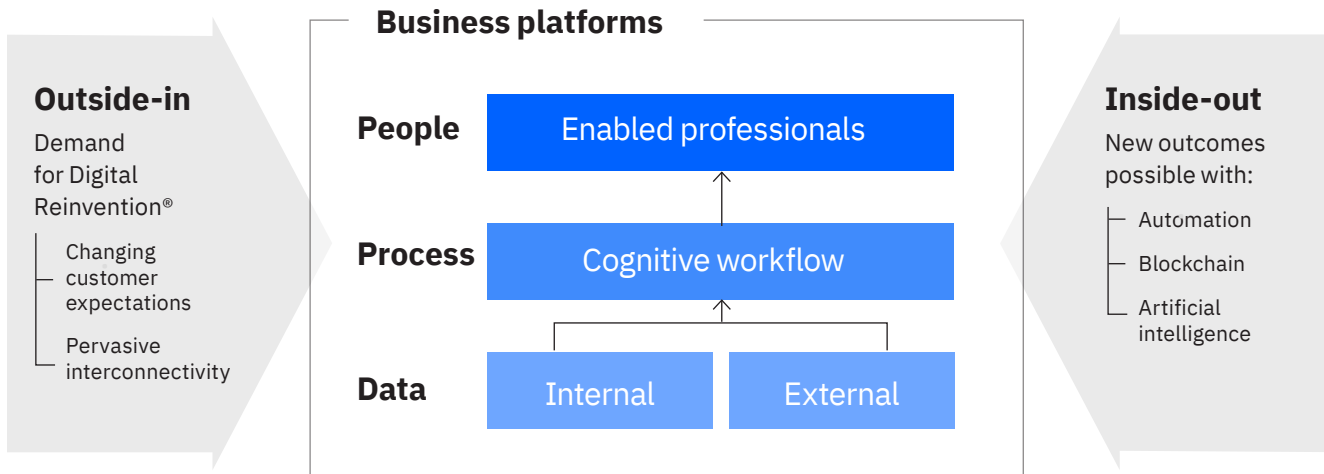 Business platforms
Outside-in
Demand
for Digital
Reinvention®
Changing
customer
expectations
Pervasive
interconnectivity
People
Enabled professionals
Process
Cognitive workflow
Data
Internal
External
Inside-out
New outcomes
possible with:
Automation
Blockchain
Artificial
intelligence